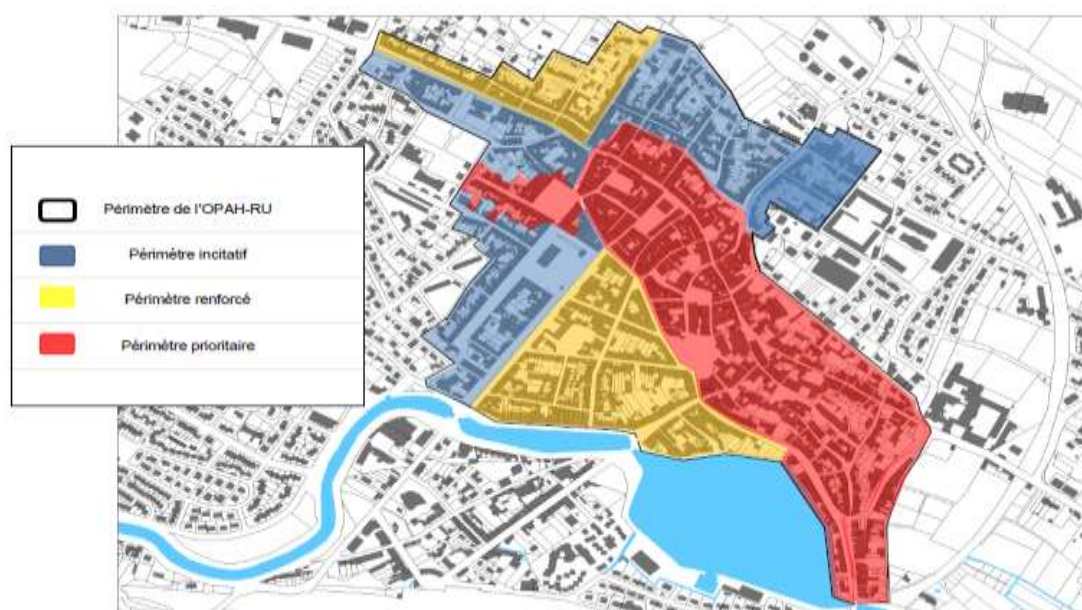 Périmètre de l'OPAH-RU
Périmètre incitatif
Périmètre renforcé
Périmètre prioritaire